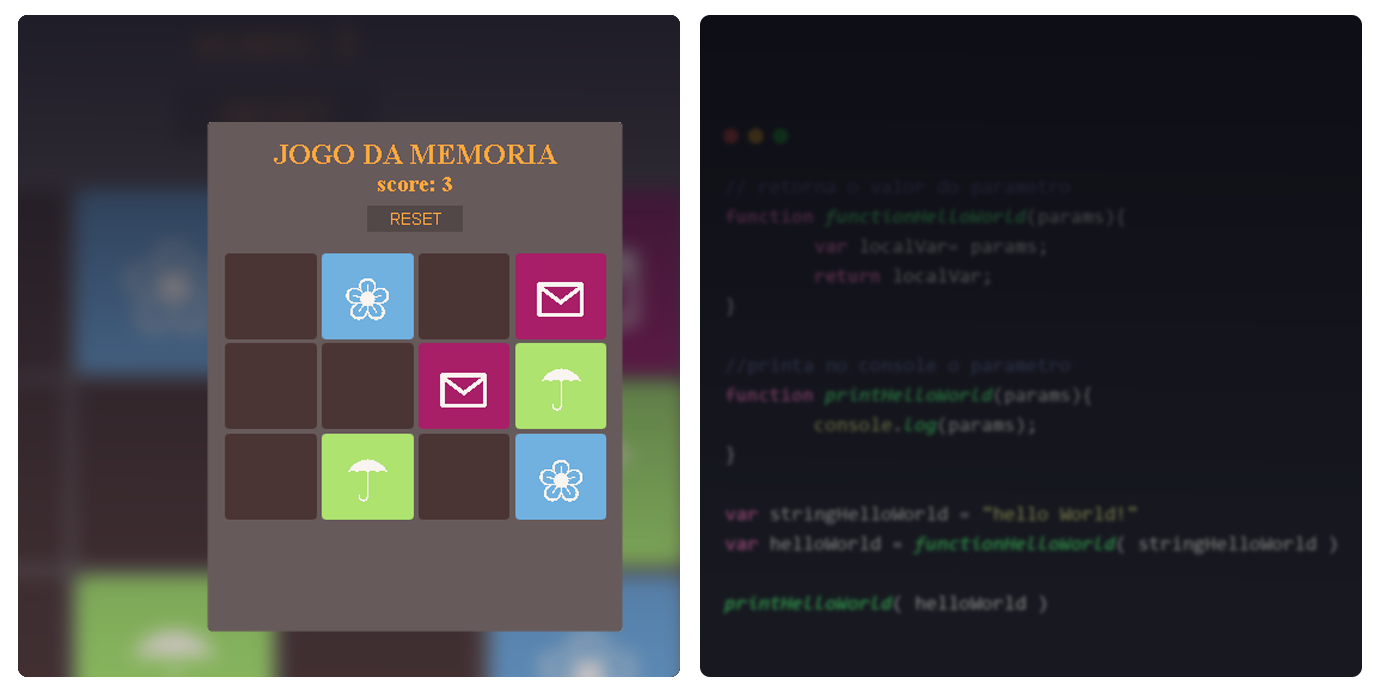 JOGO DA MEMORIA
score: 3
RESET
// retorna o valor do parametro
function functionHelloWorld(params){
var localVar= params;
return localVar;
}
//printa no console o parametro
function printHelloWorld(params){
console.log(params);
}
var stringHelloWorld = "hello World!"
var helloWorld = functionHelloWorld( stringHelloWorld )
printHelloWorld( helloWorld )